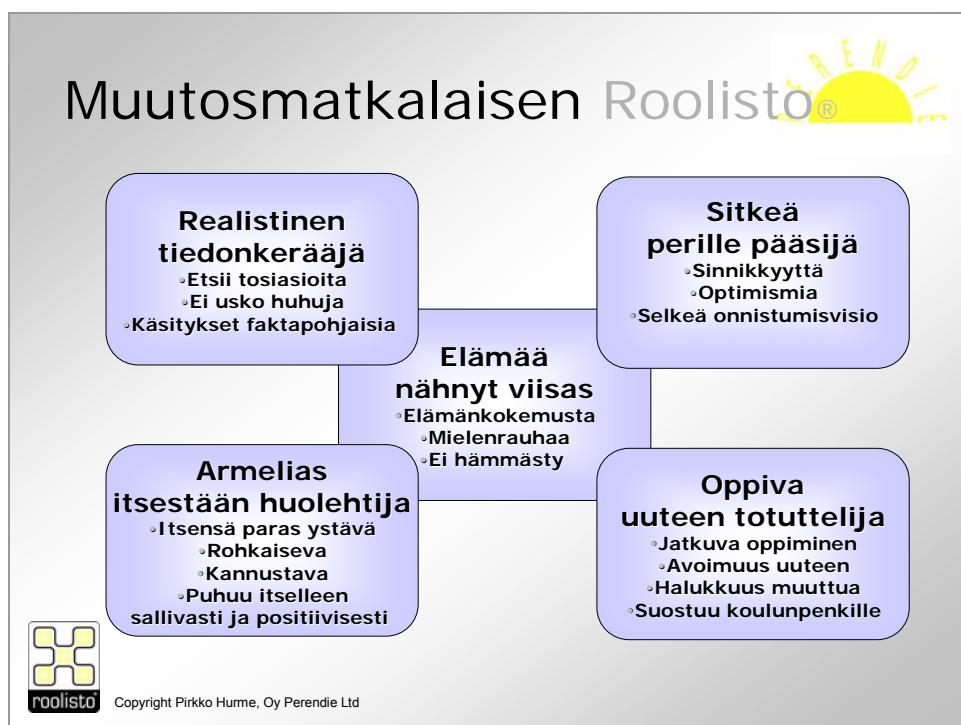 PERENDIE
Muutosmatkalaisen Roolisto®
Realistinen
tiedonkerääjä
•Etsii tosiasioita
•Ei usko huhuja
•Käsitykset faktapohjaisia
Sitkeä
perille pääsijä
•Sinnikkyyttä
•Optimismia
•Selkeä onnistumisvisio
Elämää
nähnyt viisas
•Elämänkokemusta
•Mielenrauhaa
•Ei hämmästy
Armelias
itsestään huolehtija
•Itsensä paras ystävä
•Rohkaiseva
•Kannustava
•Puhuu itselleen
sallivasti ja positiivisesti
Oppiva
uuteen totuttelija
•Jatkuva oppiminen
•Avoimuus uuteen
•Halukkuus muuttua
•Suostuu koulunpenkille
roolisto
Copyright Pirkko Hurme, Oy Perendie Ltd